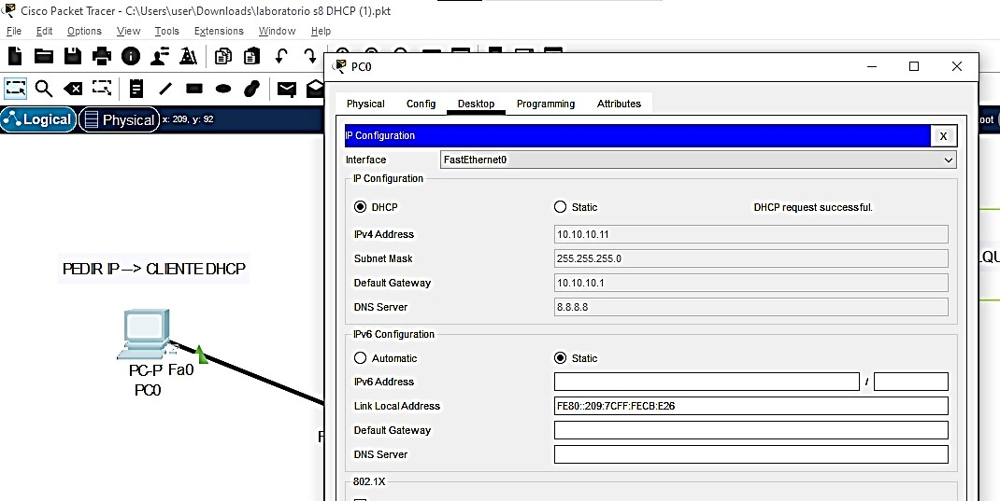 Cisco Packet Tracer - C:\Users\user\Downloads\laboratorio s8 DHCP (1).pkt
File Edit Options View Tools Extensions Window Help
PC0
Physical Config Desktop Programming Attributes
Logical Physical x: 209, y: 92
oot
IP Configuration X
Interface FastEthernet0
IP Configuration
DHCP Static DHCP request successful.
IPv4 Address 10.10.10.11
Subnet Mask 255.255.255.0
Default Gateway 10.10.10.1
DNS Server 8.8.8.8
PEDIR IP --> CLIENTE DHCP
IPv6 Configuration
Automatic Static
IPv6 Address /
Link Local Address FE80::209:7CFF:FECB:E26
Default Gateway
DNS Server
802.1X
PC-P Fa0
PC0